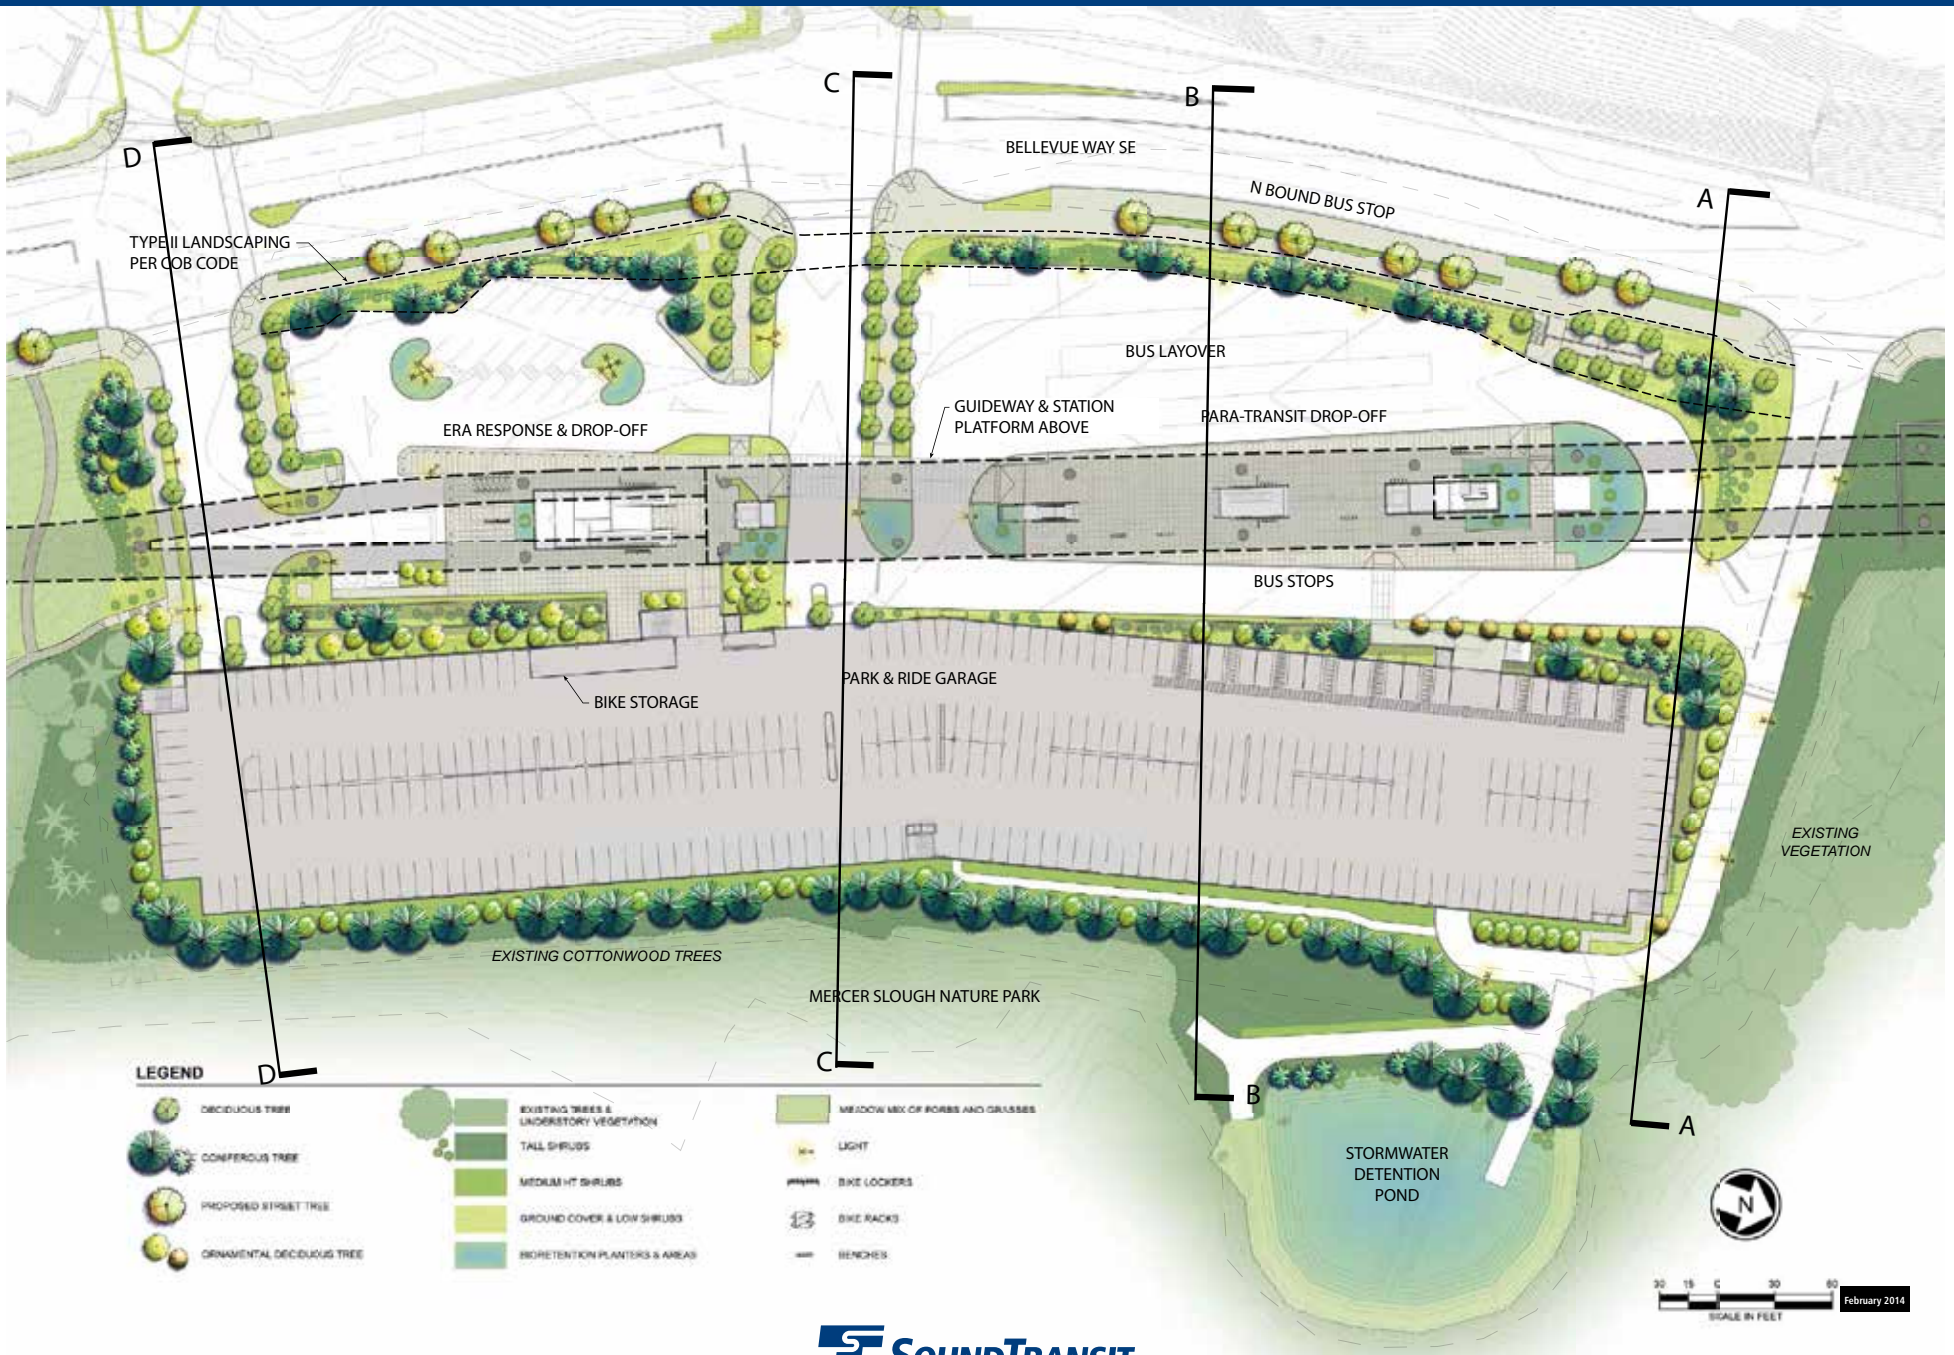 C
B
D
BELLEVUE WAY SE
A
N BOUND BUS STOP
TYPE II LANDSCAPING
PER COB CODE
BUS LAYOVER
GUIDEWAY & STATION
PLATFORM ABOVE
PARA-TRANSIT DROP-OFF
ERA RESPONSE & DROP-OFF
BUS STOPS
PARK & RIDE GARAGE
BIKE STORAGE
EXISTING
VEGETATION
EXISTING COTTONWOOD TREES
MERCER SLOUGH NATURE PARK
C
D
B
A
STORMWATER
DETENTION
POND
LEGEND
DECIDUOUS TREE
CONIFEROUS TREE
PROPOSED STREET TREE
ORNAMENTAL DECIDUOUS TREE
EXISTING TREES &
UNDERSTORY VEGETATION
TALL SHRUBS
MEDIUM HT SHRUBS
GROUND COVER & LOW SHRUBS
BIORETENTION PLANTERS & AREAS
MEADOW MIX OF FORBS AND GRASSES
LIGHT
BIKE LOCKERS
BIKE RACKS
BENCHES
N
30 15 0 30 60
SCALE IN FEET
February 2014
SOUNDTRANSIT